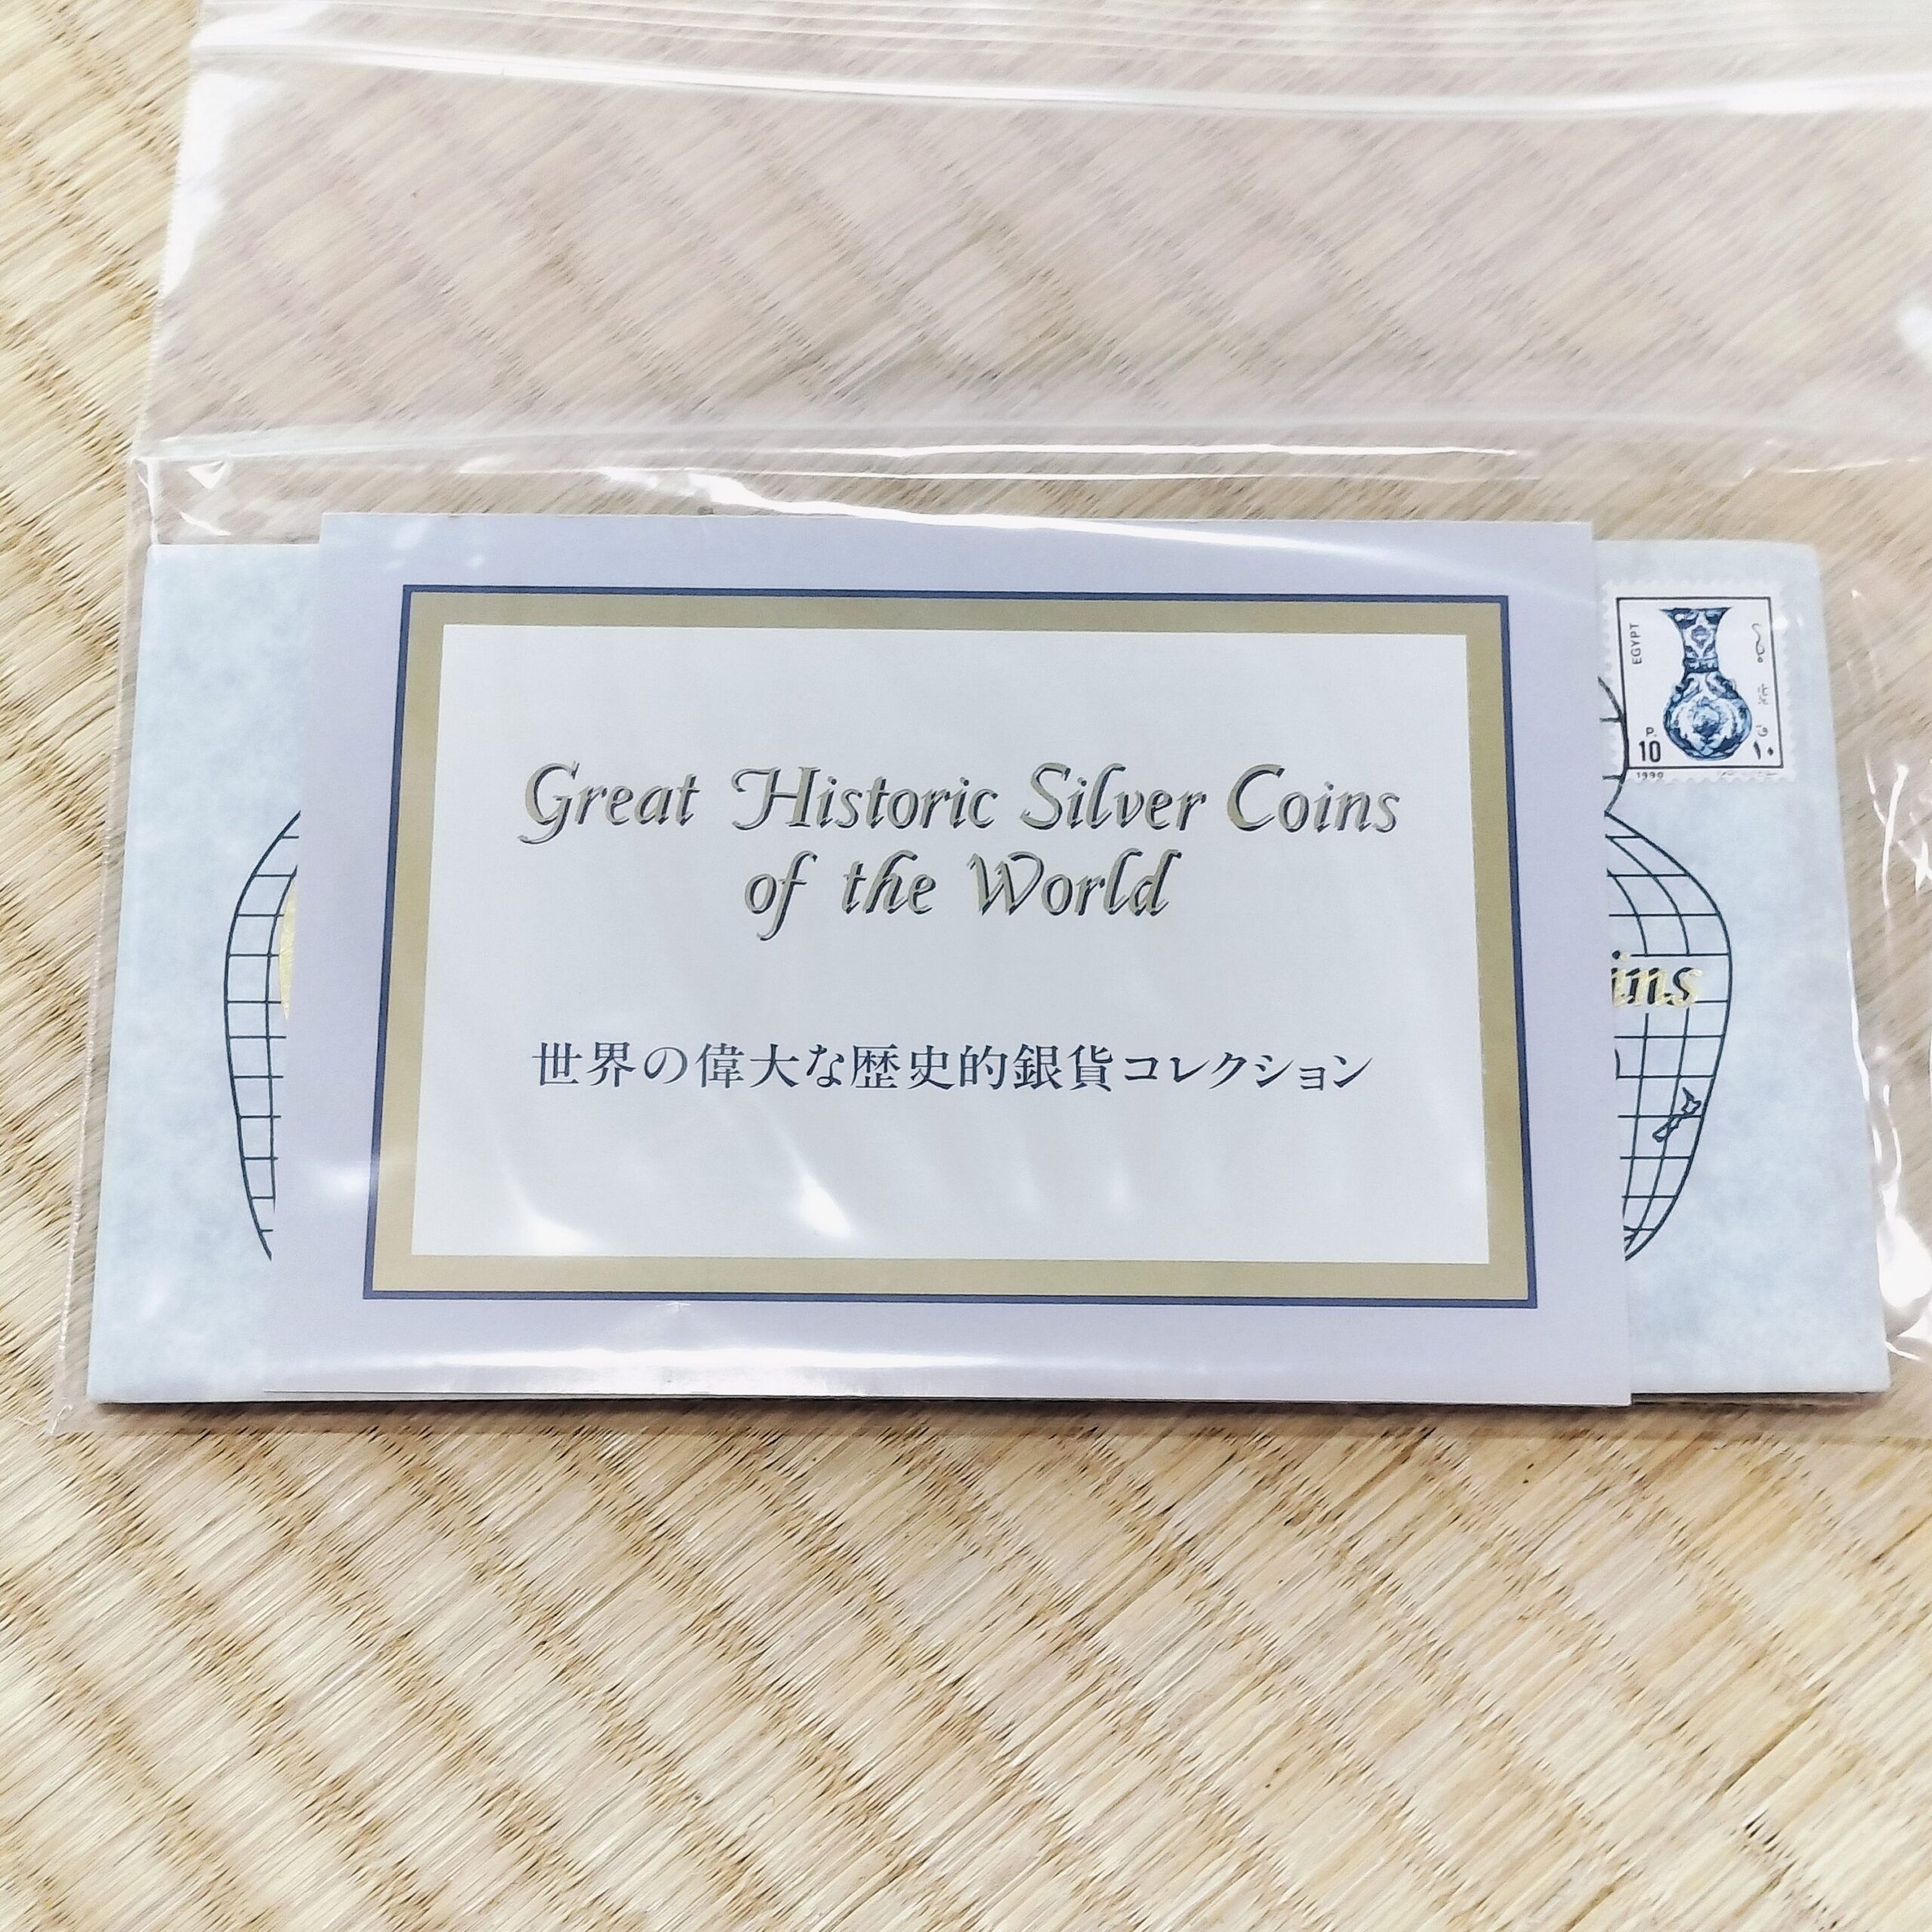 Great Historic Silver Coins
of the World
世界の偉大な歴史的銀貨コレクション
EGYPT
P.
10
١٠
1990
ins